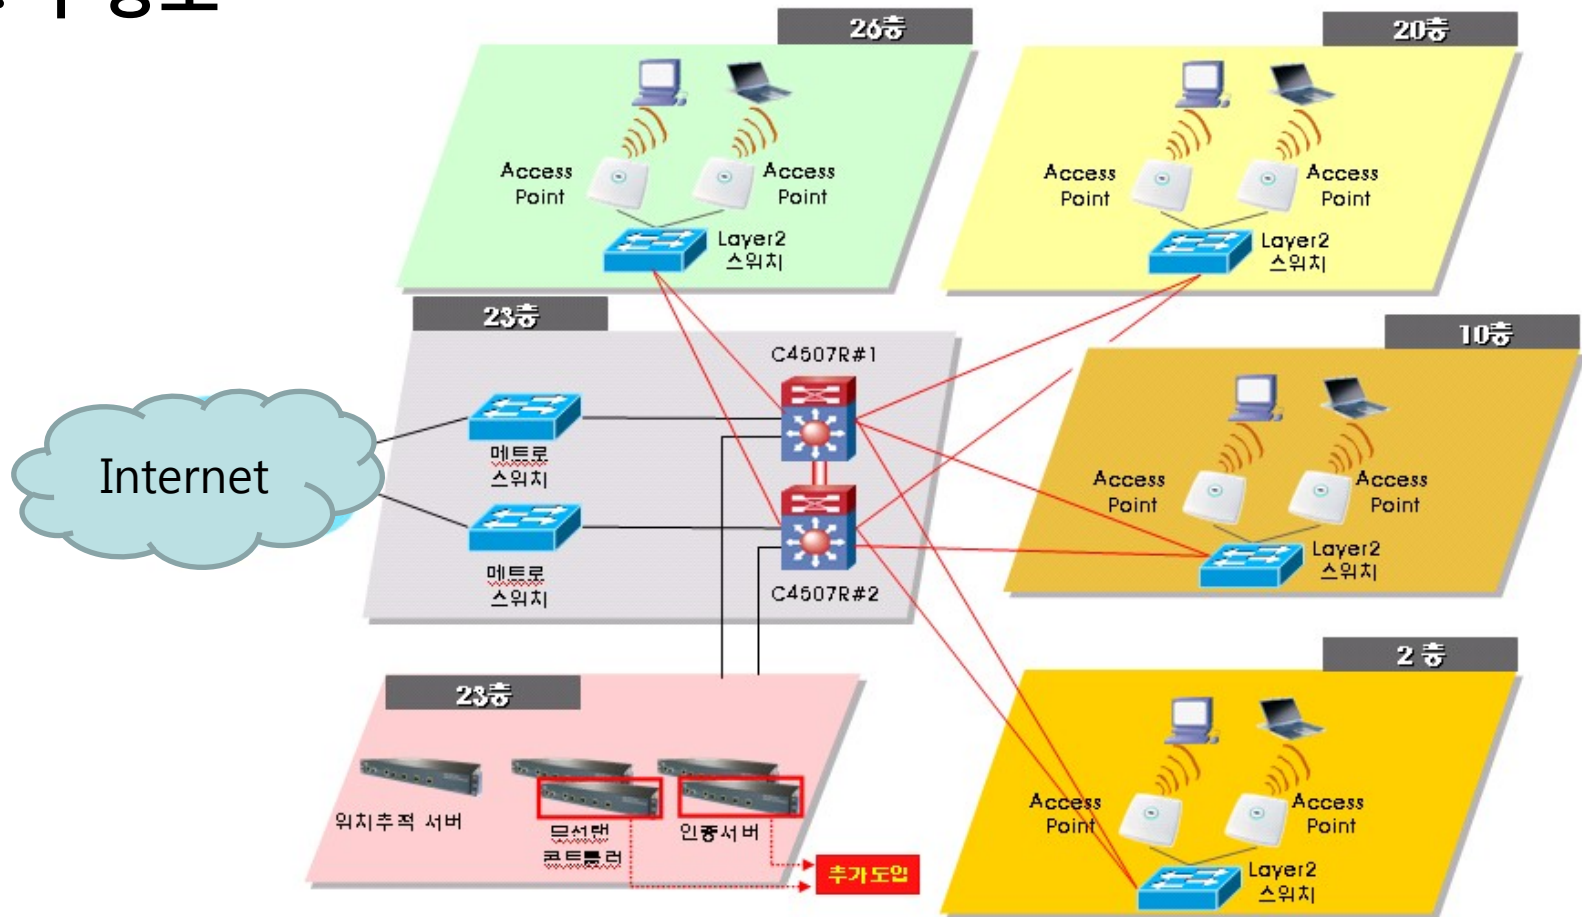 구성도
26층
Access
Point
Access
Point
Layer2
스위치
20층
Access
Point
Access
Point
Layer2
스위치
23층
C4507R#1
메트로
스위치
메트로
스위치
C4507R#2
Internet
10층
Access
Point
Access
Point
Layer2
스위치
23층
위치추적 서버
무선랜
콘트롤러
인증서버
추가도입
2 층
Access
Point
Access
Point
Layer2
스위치